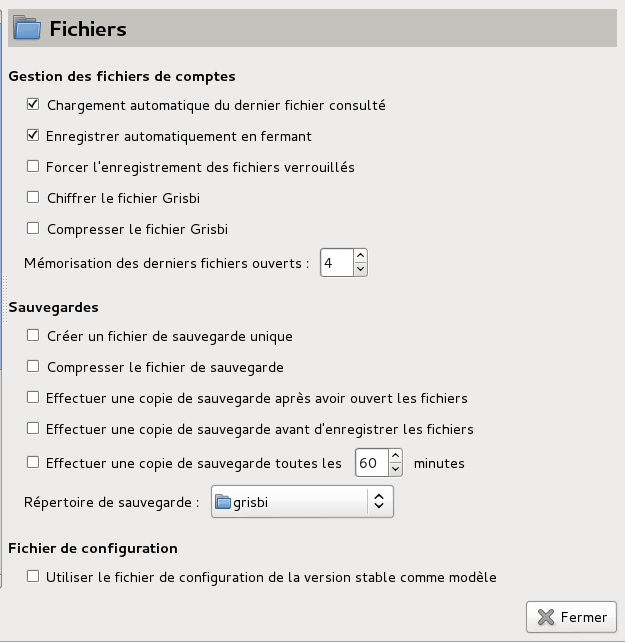 Fichiers
Gestion des fichiers de comptes
Chargement automatique du dernier fichier consulté
Enregistrer automatiquement en fermant
Forcer l'enregistrement des fichiers verrouillés
Chiffrer le fichier Grisbi
Compresser le fichier Grisbi
Mémorisation des derniers fichiers ouverts : 4
Sauvegardes
Créer un fichier de sauvegarde unique
Compresser le fichier de sauvegarde
Effectuer une copie de sauvegarde après avoir ouvert les fichiers
Effectuer une copie de sauvegarde avant d'enregistrer les fichiers
Effectuer une copie de sauvegarde toutes les 60 minutes
Répertoire de sauvegarde : grisbi
Fichier de configuration
Utiliser le fichier de configuration de la version stable comme modèle
Fermer